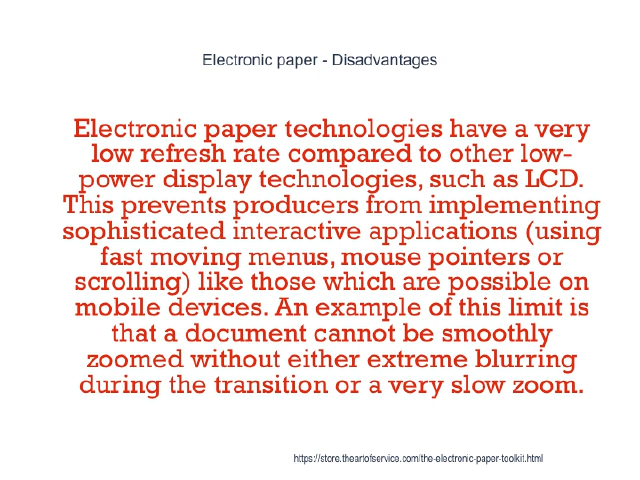 Electronic paper - Disadvantages
Electronic paper technologies have a very
low refresh rate compared to other low-
power display technologies, such as LCD.
This prevents producers from implementing
sophisticated interactive applications (using
fast moving menus, mouse pointers or
scrolling) like those which are possible on
mobile devices. An example of this limit is
that a document cannot be smoothly
zoomed without either extreme blurring
during the transition or a very slow zoom.
https://store.theartofservice.com/the-electronic-paper-toolkit.html